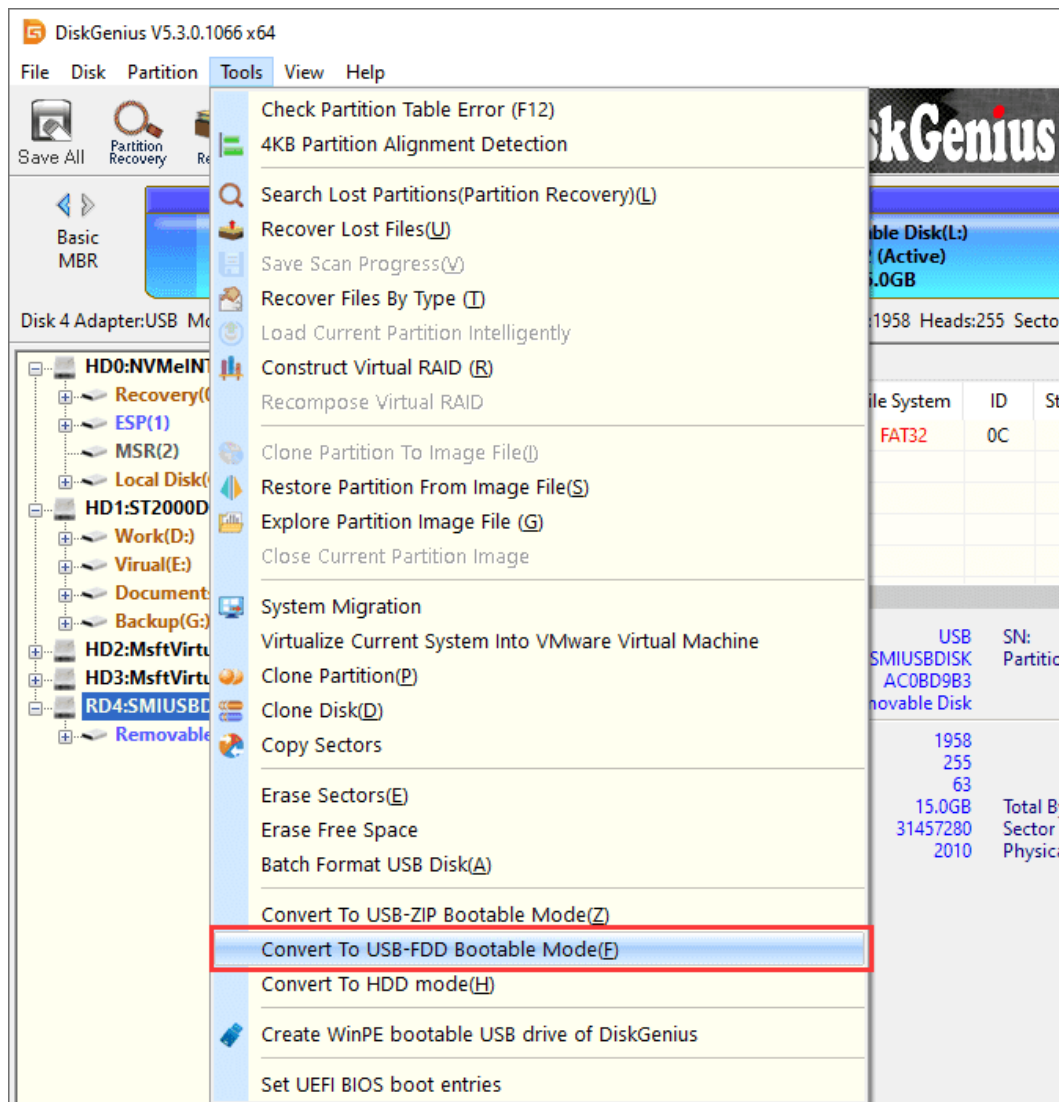 DiskGenius V5.3.0.1066 x64
File Disk Partition Tools View Help
Save All
Partition
Recovery
Basic
MBR
Disk 4 Adapter:USB
HD0:NVMeINT
Recovery(
ESP(1)
MSR(2)
Local Disk(
HD1:ST2000D
Work(D:)
Virual(E:)
Document
Backup(G:)
HD2:MsftVirtu
HD3:MsftVirtu
RD4:SMIUSBD
Removable
Check Partition Table Error (F12)
4KB Partition Alignment Detection
Search Lost Partitions(Partition Recovery)(L)
Recover Lost Files(U)
Save Scan Progress(V)
Recover Files By Type (T)
Load Current Partition Intelligently
Construct Virtual RAID (R)
Recompose Virtual RAID
Clone Partition To Image File(I)
Restore Partition From Image File(S)
Explore Partition Image File (G)
Close Current Partition Image
System Migration
Virtualize Current System Into VMware Virtual Machine
Clone Partition(P)
Clone Disk(D)
Copy Sectors
Erase Sectors(E)
Erase Free Space
Batch Format USB Disk(A)
Convert To USB-ZIP Bootable Mode(Z)
Convert To USB-FDD Bootable Mode(F)
Convert To HDD mode(H)
Create WinPE bootable USB drive of DiskGenius
Set UEFI BIOS boot entries
skGenius
ble Disk(L:)
(Active)
.0GB
:1958 Heads:255 Secto
ile System ID St
FAT32 0C
USB SN:
SMIUSBDISK Partitio
AC0BD9B3
novable Disk
1958
255
63
15.0GB Total B
31457280 Sector
2010 Physica